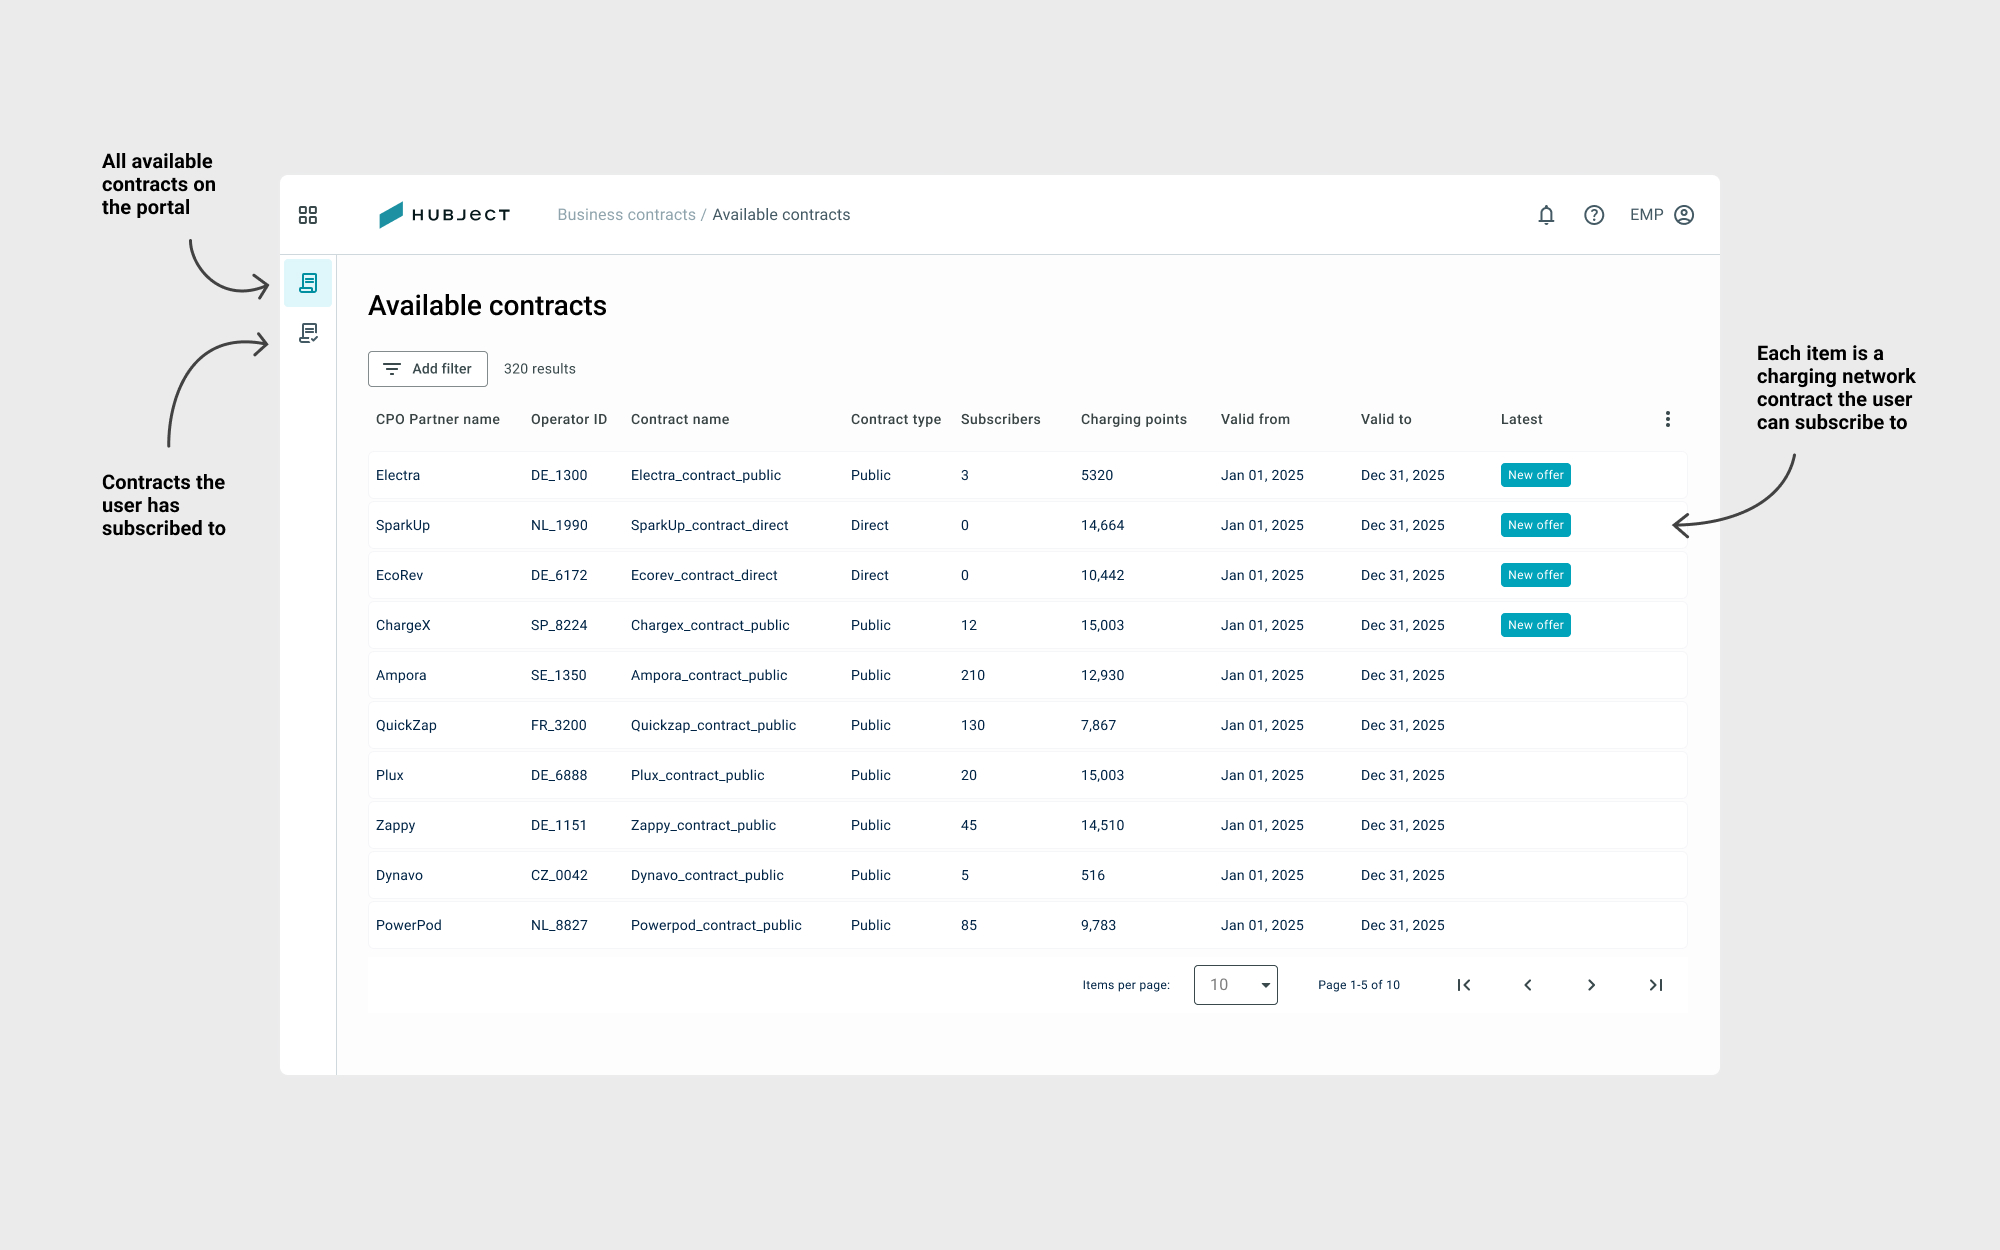 All available
contracts on
the portal
HUBJECT
Business contracts / Available contracts
EMP
Available contracts
Add filter
320 results
CPO Partner name Operator ID Contract name Contract type Subscribers Charging points Valid from Valid to Latest
Electra DE_1300 Electra_contract_public Public 3 5320 Jan 01, 2025 Dec 31, 2025 New offer
SparkUp NL_1990 SparkUp_contract_direct Direct 0 14,664 Jan 01, 2025 Dec 31, 2025 New offer
EcoRev DE_6172 Ecorev_contract_direct Direct 0 10,442 Jan 01, 2025 Dec 31, 2025 New offer
ChargeX SP_8224 Chargex_contract_public Public 12 15,003 Jan 01, 2025 Dec 31, 2025 New offer
Ampora SE_1350 Ampora_contract_public Public 210 12,930 Jan 01, 2025 Dec 31, 2025
QuickZap FR_3200 Quickzap_contract_public Public 130 7,867 Jan 01, 2025 Dec 31, 2025
Plux DE_6888 Plux_contract_public Public 20 15,003 Jan 01, 2025 Dec 31, 2025
Zappy DE_1151 Zappy_contract_public Public 45 14,510 Jan 01, 2025 Dec 31, 2025
Dynavo CZ_0042 Dynavo_contract_public Public 5 516 Jan 01, 2025 Dec 31, 2025
PowerPod NL_8827 Powerpod_contract_public Public 85 9,783 Jan 01, 2025 Dec 31, 2025
Items per page: 10 Page 1-5 of 10
Contracts the
user has
subscribed to
Each item is a
charging network
contract the user
can subscribe to